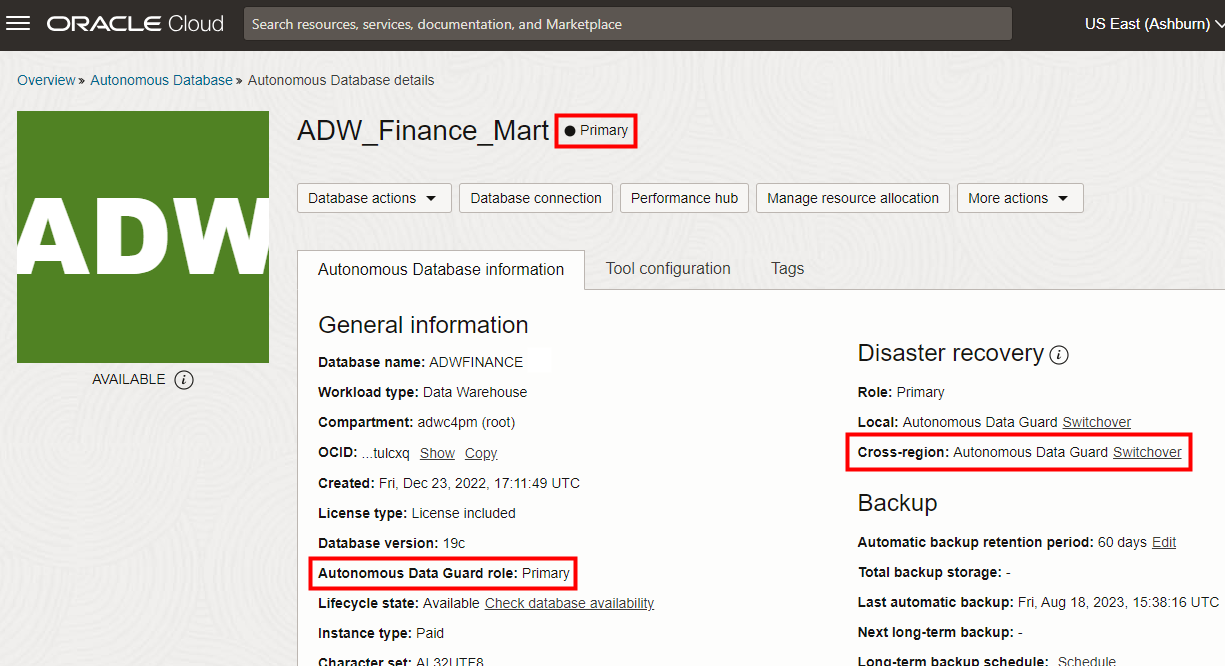 ORACLE Cloud
Search resources, services, documentation, and Marketplace
US East (Ashburn)
Overview » Autonomous Database » Autonomous Database details
ADW
AVAILABLE
ADW_Finance_Mart
Primary
Database actions
Database connection
Performance hub
Manage resource allocation
More actions
Autonomous Database information
Tool configuration
Tags
General information
Database name: ADWFINANCE
Workload type: Data Warehouse
Compartment: adwc4pm (root)
OCID: ...tulcxq Show Copy
Created: Fri, Dec 23, 2022, 17:11:49 UTC
License type: License included
Database version: 19c
Autonomous Data Guard role: Primary
Lifecycle state: Available Check database availability
Instance type: Paid
Character set: AL32UTF8
Disaster recovery
Role: Primary
Local: Autonomous Data Guard Switchover
Cross-region: Autonomous Data Guard Switchover
Backup
Automatic backup retention period: 60 days Edit
Total backup storage: -
Last automatic backup: Fri, Aug 18, 2023, 15:38:16 UTC
Next long-term backup: -
Long-term backup schedule: Schedule